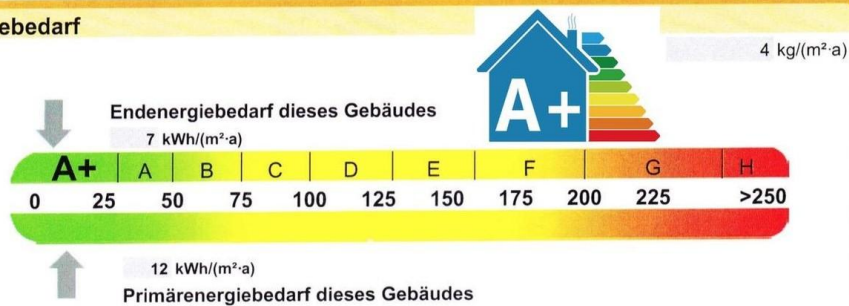 ebedarf
4 kg/(m²·a)
A+
Endenergiebedarf dieses Gebäudes
7 kWh/(m²·a)
A+ A B C D E F G H
0 25 50 75 100 125 150 175 200 225 >250
12 kWh/(m²·a)
Primärenergiebedarf dieses Gebäudes